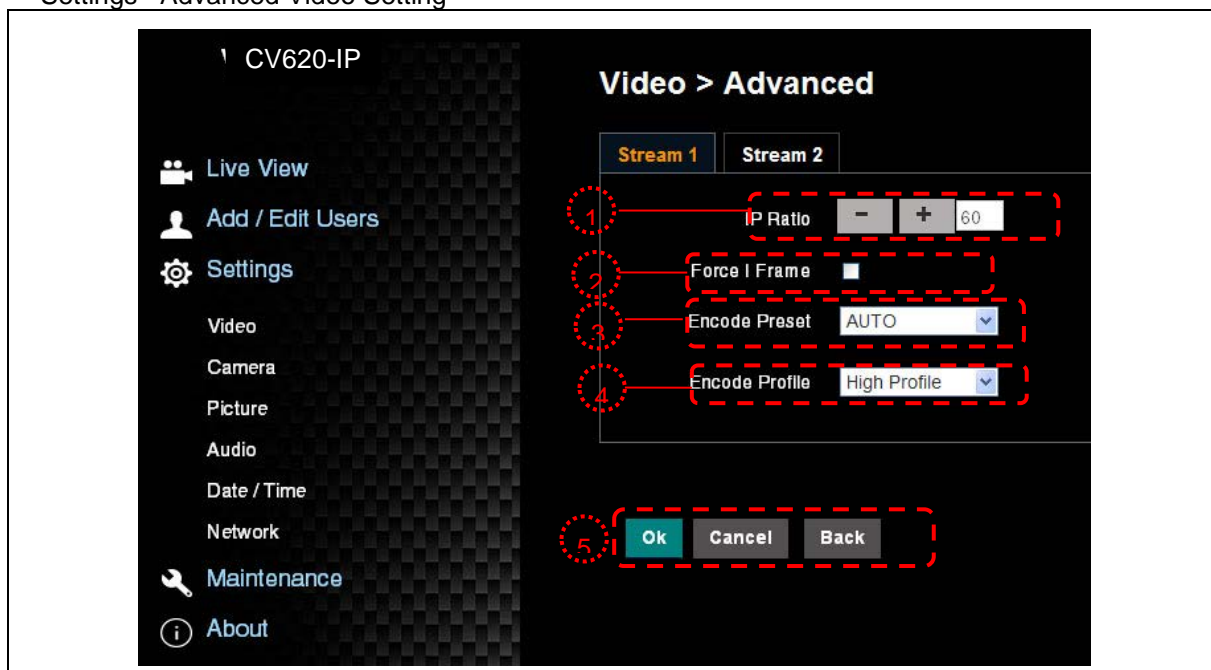 Settings - Advanced Video Setting
CV620-IP
Video > Advanced
Live View
Add / Edit Users
Settings
Video
Camera
Picture
Audio
Date / Time
Network
Maintenance
About
Stream 1 Stream 2
1 IP Ratio - + 60
2 Force I Frame
3 Encode Preset AUTO
4 Encode Profile High Profile
5 Ok Cancel Back